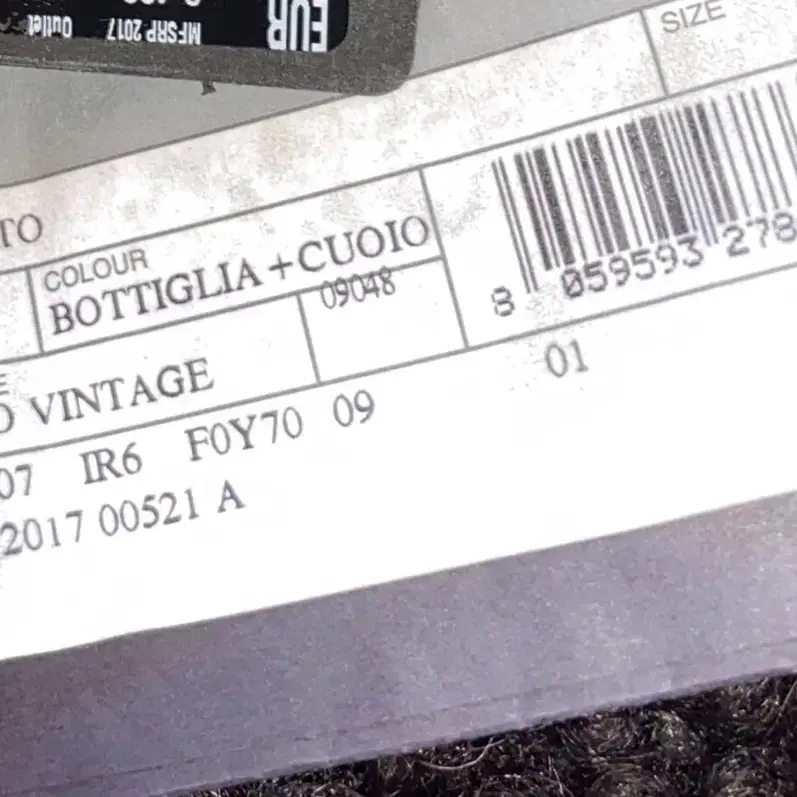 EUR
MFSRP 2017 Outlet
SIZE
TO
COLOUR
BOTTIGLIA+CUOIO
09048
8 059593 278
O VINTAGE
01
07 IR6 F0Y70 09
2017 00521 A